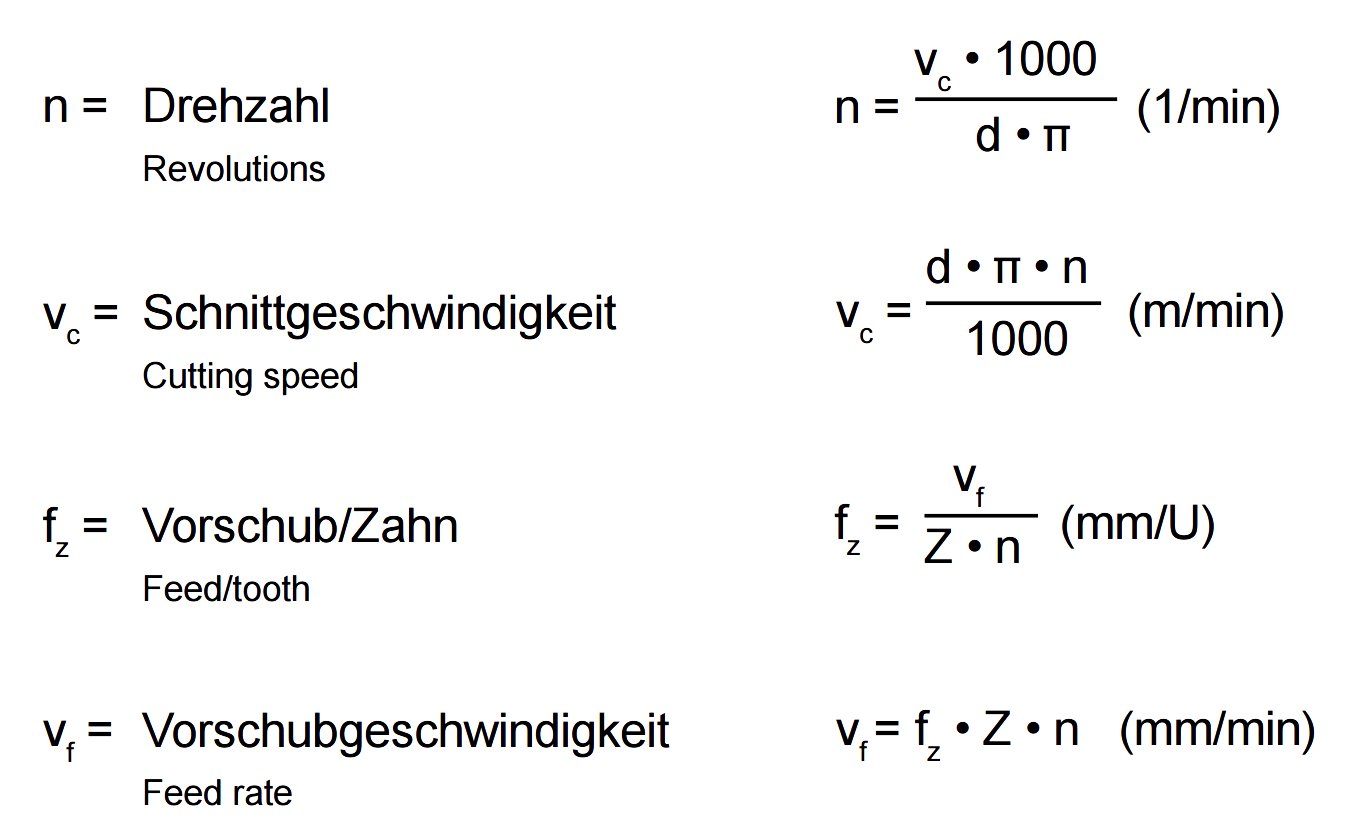 n = Drehzahl
Revolutions
n = v_c • 1000 / d • π (1/min)
v_c = Schnittgeschwindigkeit
Cutting speed
v_c = d • π • n / 1000 (m/min)
f_z = Vorschub/Zahn
Feed/tooth
f_z = v_f / Z • n (mm/U)
v_f = Vorschubgeschwindigkeit
Feed rate
v_f = f_z • Z • n (mm/min)